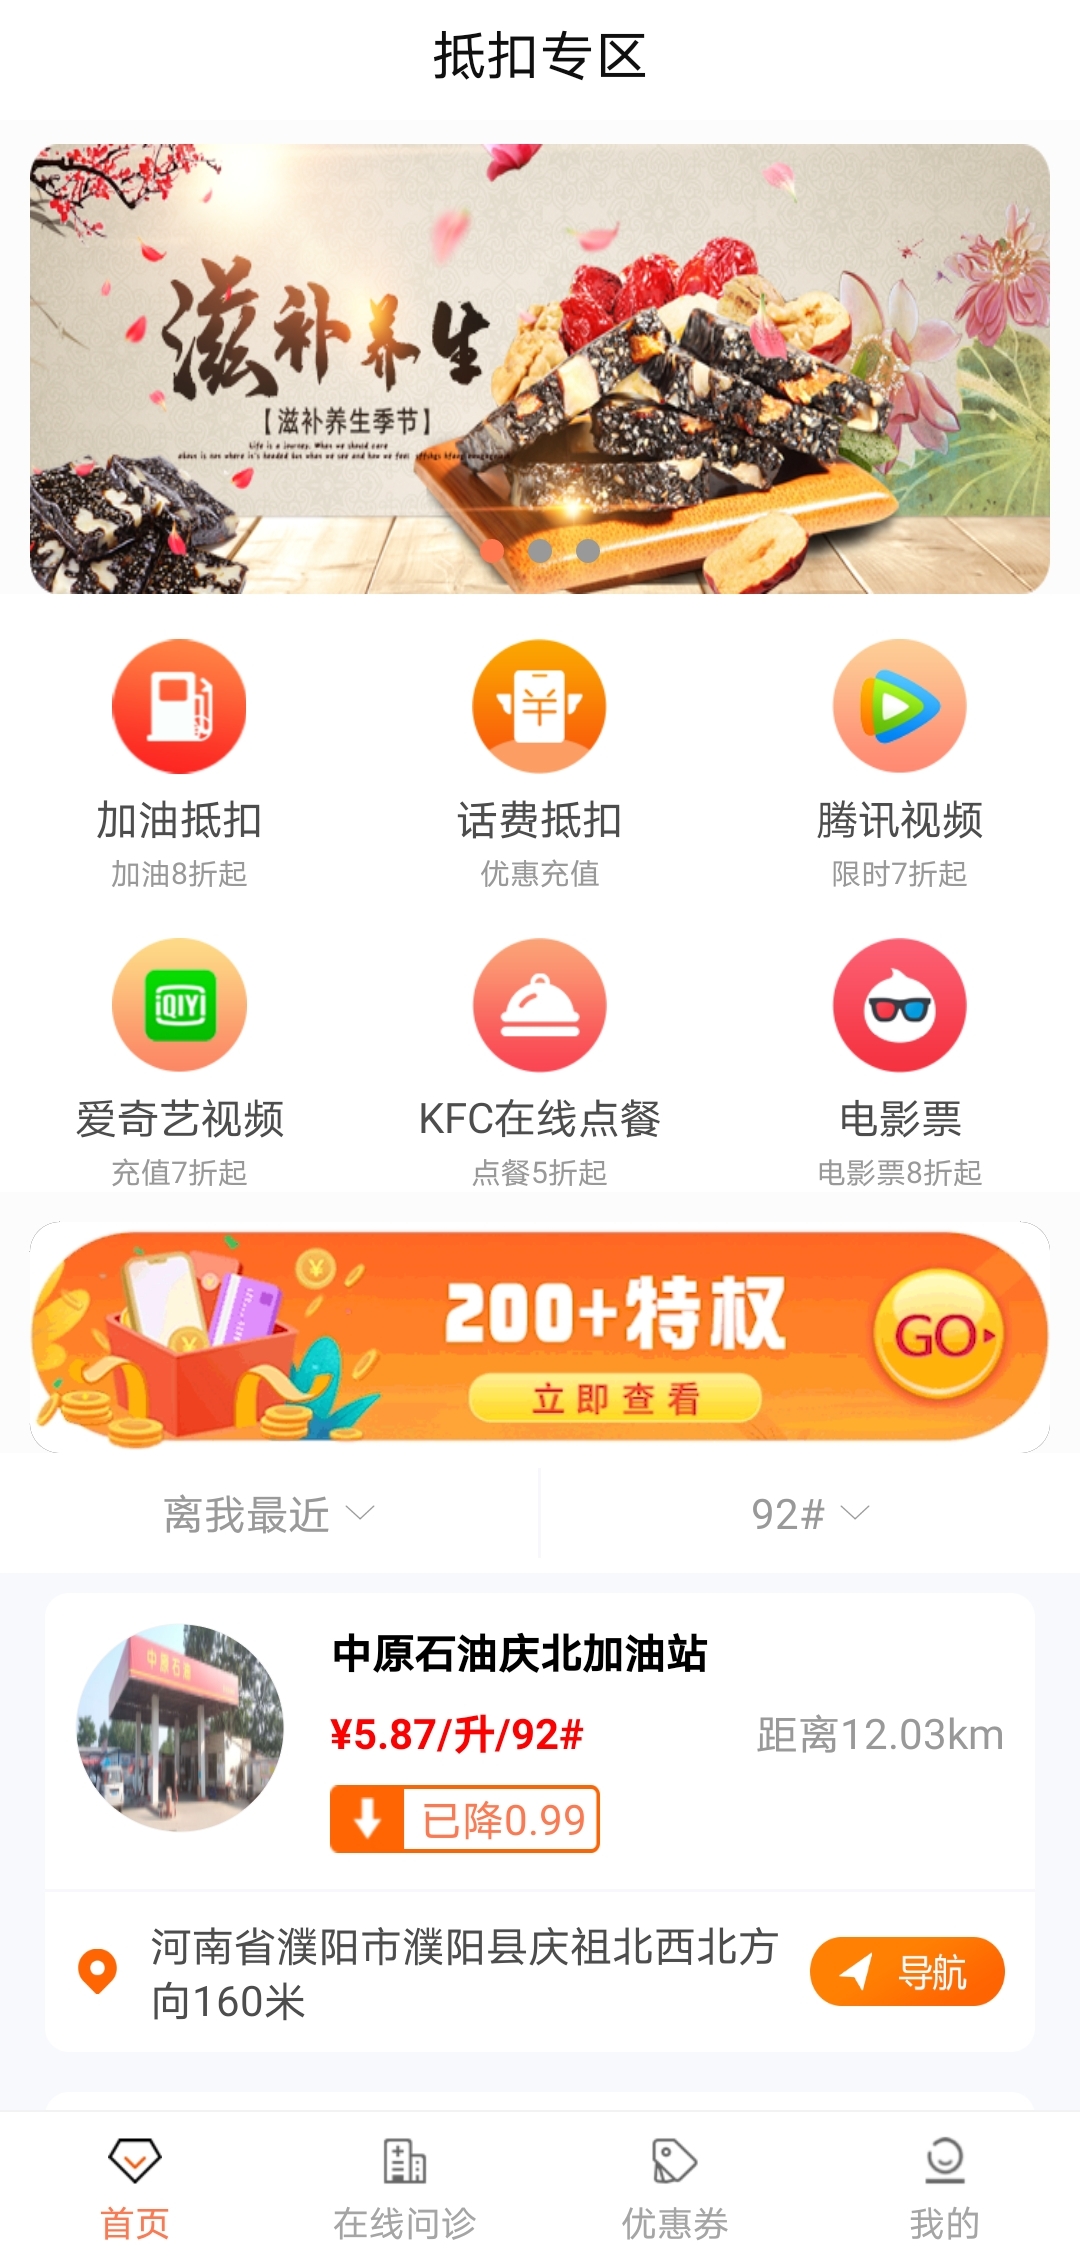 抵扣专区
滋补养生
【滋补养生季节】
Life is a journey. When we should care
加油抵扣
加油8折起
话费抵扣
优惠充值
腾讯视频
限时7折起
iQIYI
爱奇艺视频
充值7折起
KFC在线点餐
点餐5折起
电影票
电影票8折起
200+特权
立即查看
GO
离我最近
92#
中原石油
中原石油庆北加油站
¥5.87/升/92#
距离12.03km
已降0.99
河南省濮阳市濮阳县庆祖北西北方
向160米
导航
首页
在线问诊
优惠券
我的